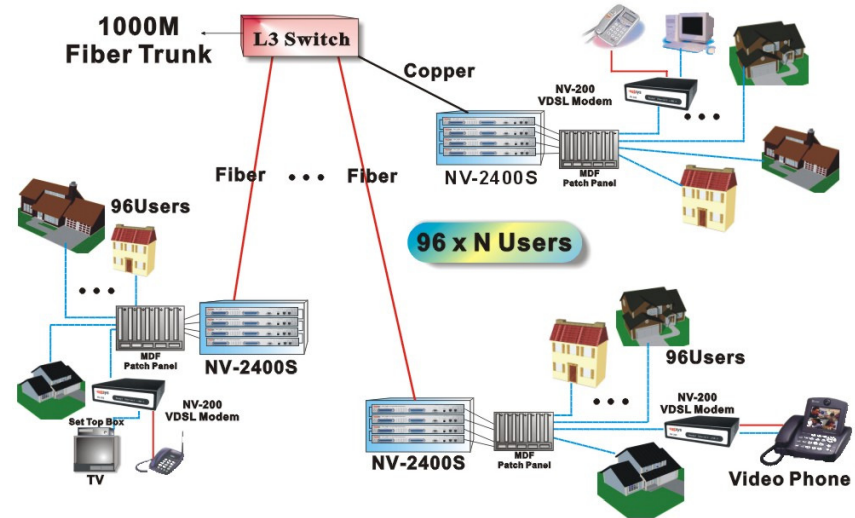 1000M
Fiber Trunk
L3 Switch
Copper
NV-200
VDSL Modem
NV-2400S
MDF
Patch Panel
Fiber
Fiber
96Users
96 x N Users
MDF
Patch Panel
NV-2400S
NV-200
VDSL Modem
Set Top Box
TV
96Users
NV-200
VDSL Modem
NV-2400S
MDF
Patch Panel
Video Phone